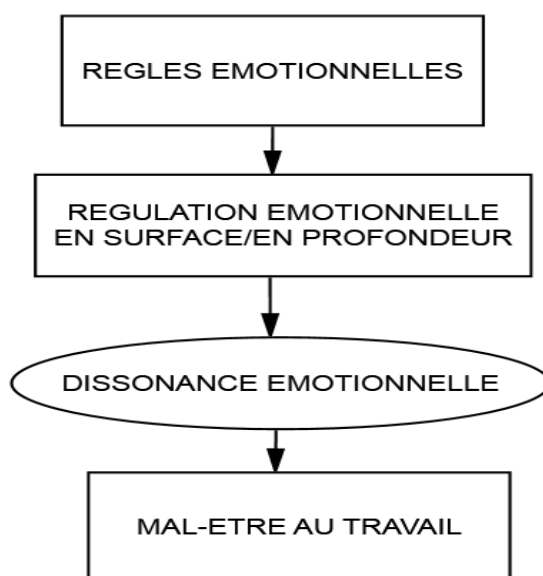 REGLES EMOTIONNELLES
REGULATION EMOTIONNELLE
EN SURFACE/EN PROFONDEUR
DISSONANCE EMOTIONNELLE
MAL-ETRE AU TRAVAIL